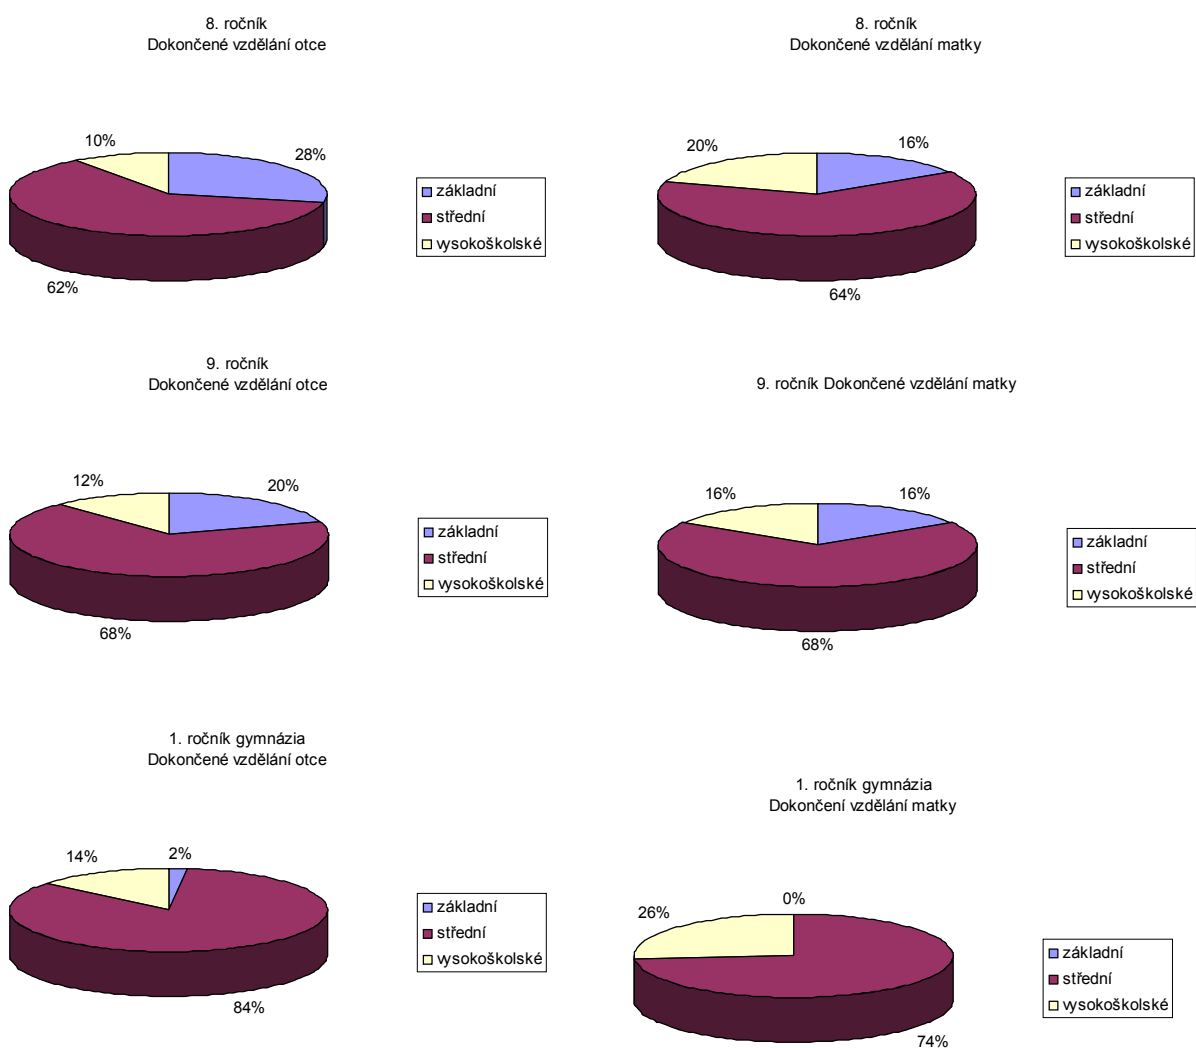 8. ročník
Dokončené vzdělání otce
10%
28%
62%
základní
střední
vysokoškolské
8. ročník
Dokončené vzdělání matky
20%
16%
64%
základní
střední
vysokoškolské
9. ročník
Dokončené vzdělání otce
12%
20%
68%
základní
střední
vysokoškolské
9. ročník Dokončené vzdělání matky
16%
16%
68%
základní
střední
vysokoškolské
1. ročník gymnázia
Dokončené vzdělání otce
14%
2%
84%
základní
střední
vysokoškolské
1. ročník gymnázia
Dokončení vzdělání matky
26%
0%
74%
základní
střední
vysokoškolské